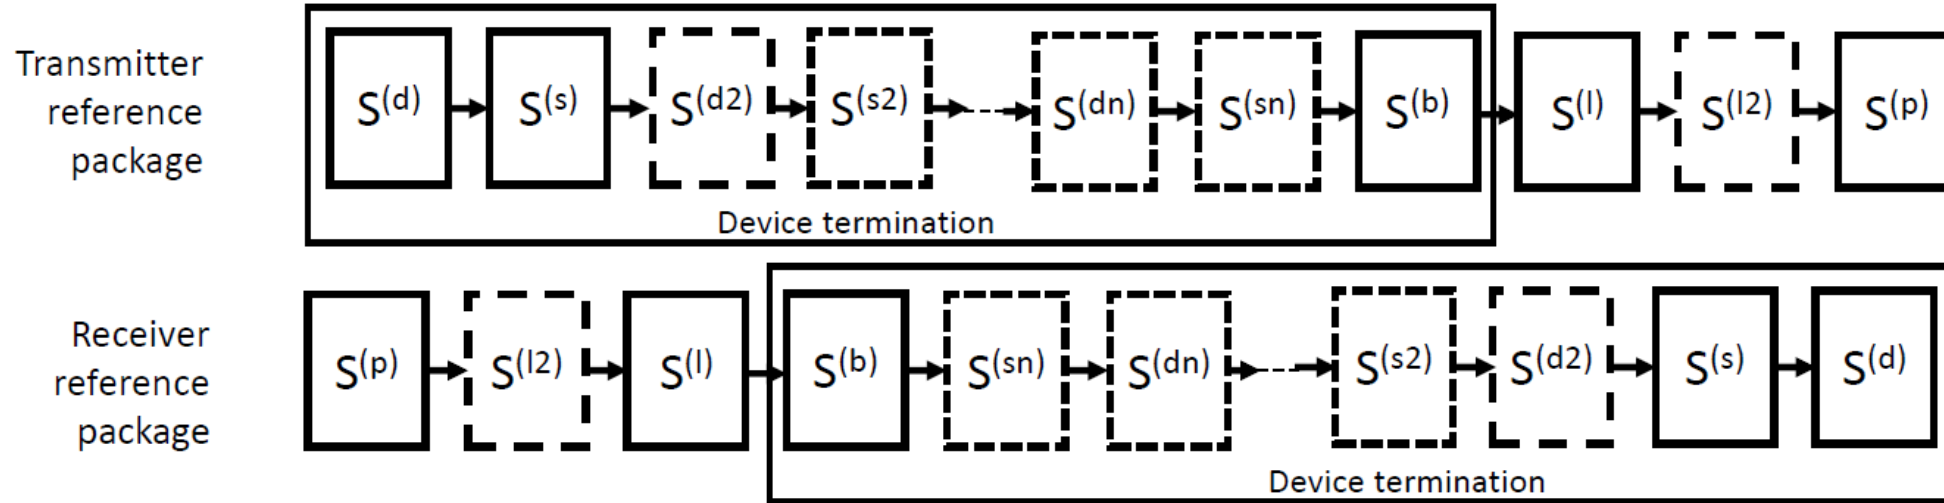 Transmitter
reference
package
S(d) S(s) S(d2) S(s2) S(dn) S(sn) S(b) S(l) S(l2) S(p)
Device termination
Receiver
reference
package
S(p) S(l2) S(l) S(b) S(sn) S(dn) S(s2) S(d2) S(s) S(d)
Device termination